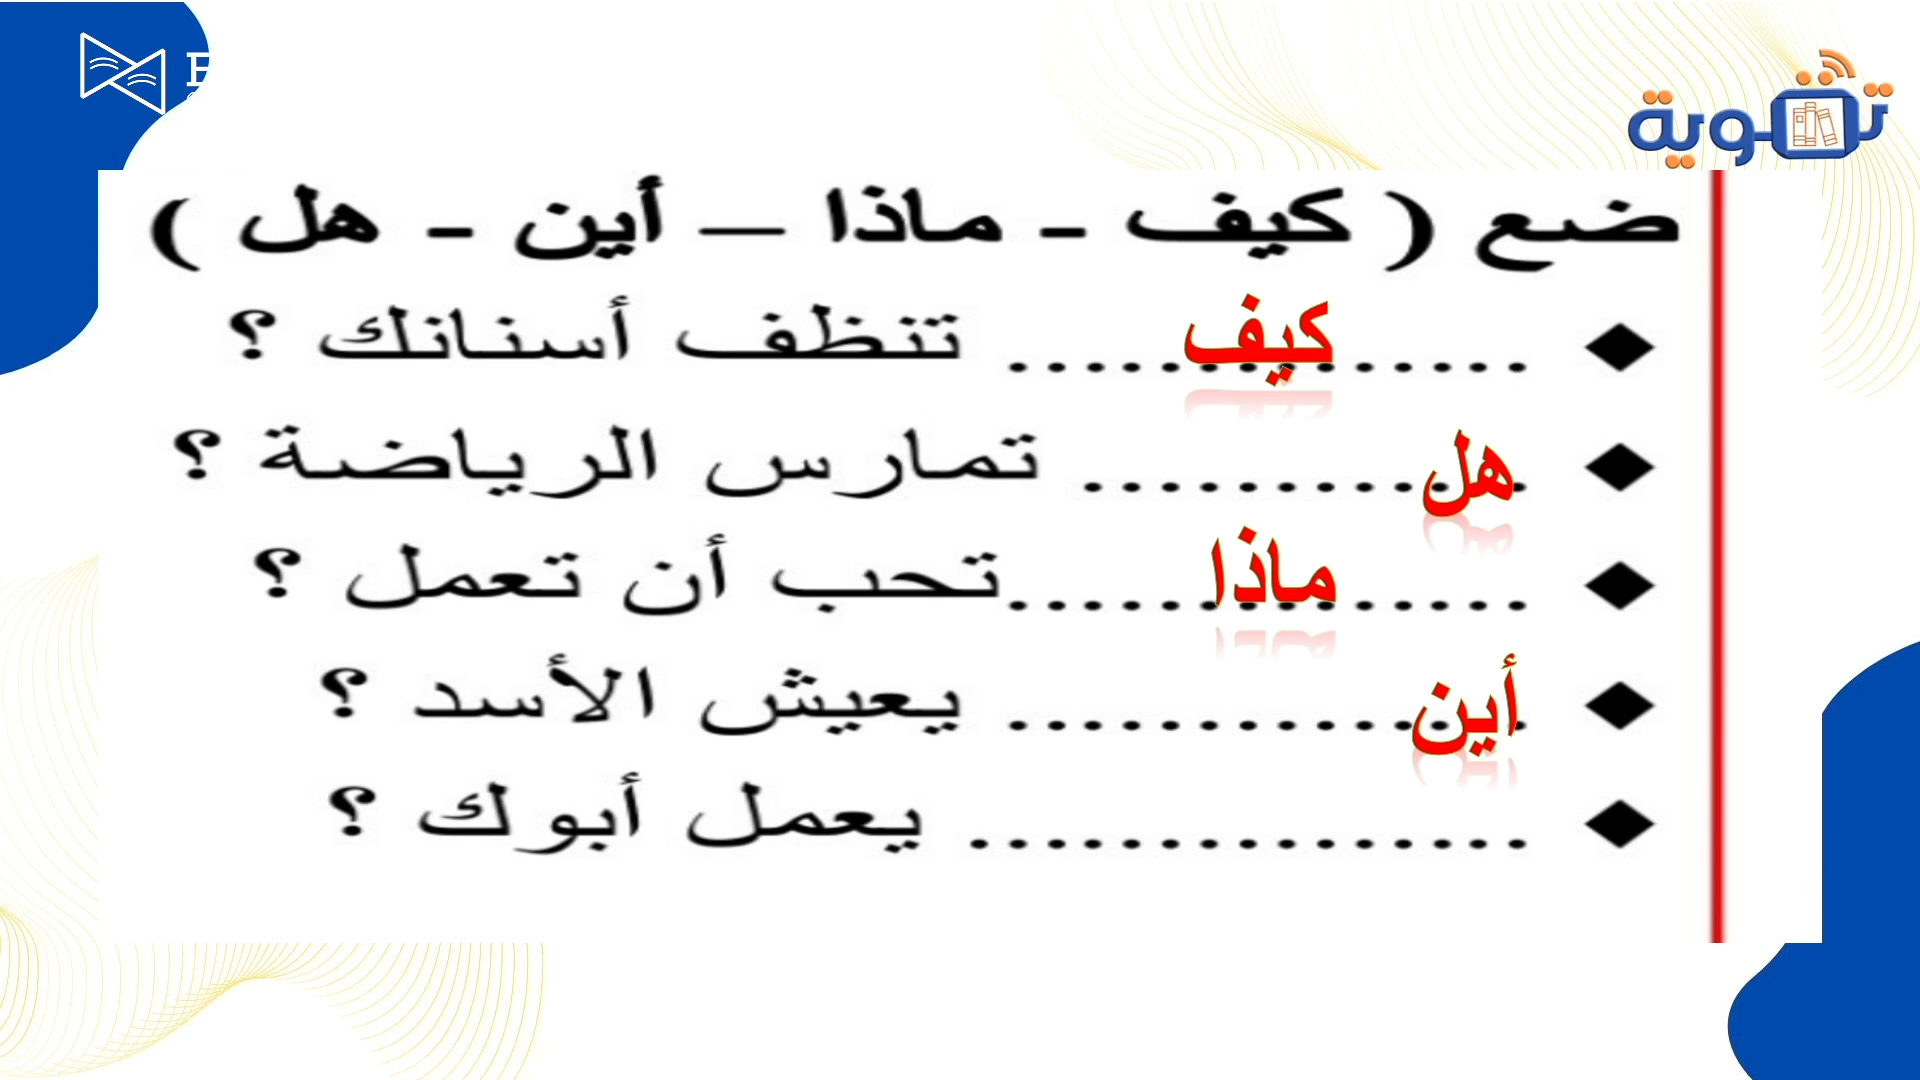 تقوية
ضع ( كيف - ماذا – أين - هل )
◆ ......كيف........ تنظف أسنانك ؟
◆ هل............ تمارس الرياضة ؟
◆ ......ماذا........تحب أن تعمل ؟
◆ أين.............. يعيش الأسد ؟
◆ ............... يعمل أبوك ؟